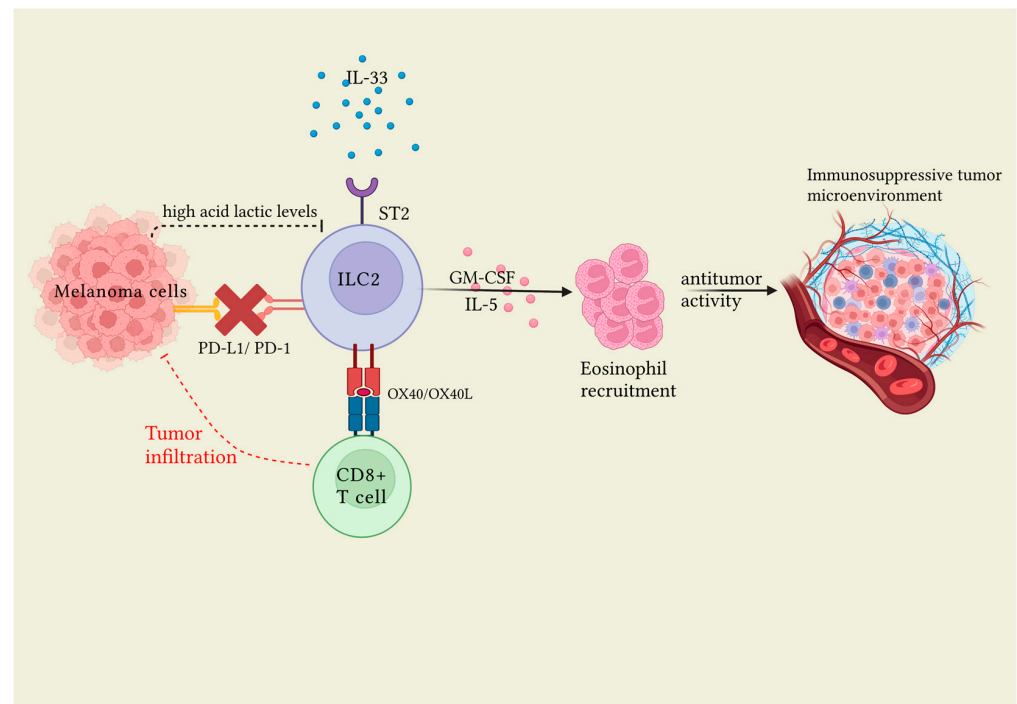 IL-33
Immunosuppressive tumor
microenvironment
high acid lactic levels
ST2
ILC2
Melanoma cells
GM-CSF
IL-5
antitumor
activity
PD-L1/ PD-1
Eosinophil
recruitment
OX40/OX40L
Tumor
infiltration
CD8+
T cell